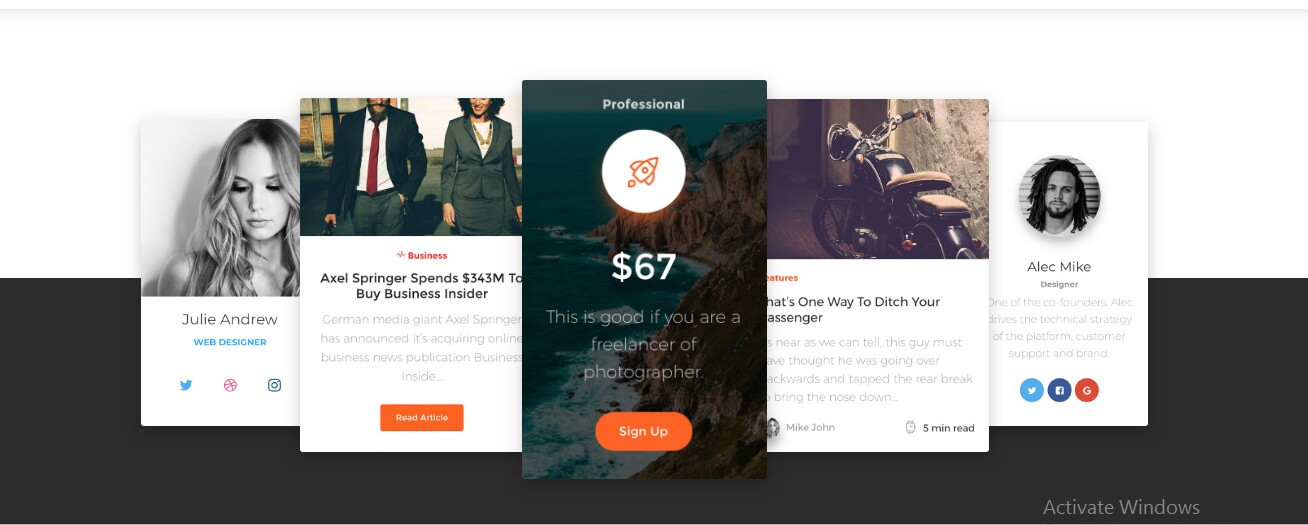 Julie Andrew
WEB DESIGNER
Business
Axel Springer Spends $343M To
Buy Business Insider
German media giant Axel Springer
has announced it's acquiring online
business news publication Business
Inside...
Read Article
Professional
$67
This is good if you are a
freelancer of
photographer.
Sign Up
eatures
hat's One Way To Ditch Your
assenger
s near as we can tell, this guy must
ave thought he was going over
ackwards and tapped the rear break
bring the nose down...
Mike John
5 min read
Alec Mike
Designer
One of the co-founders. Alec
drives the technical strategy
of the platform, customer
support and brand.
G
Activate Windows